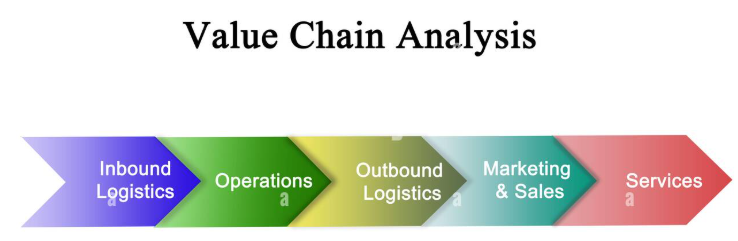 Value Chain Analysis
Inbound
Logistics
Operations
Outbound
Logistics
Marketing
& Sales
Services
a
a
a
a
a